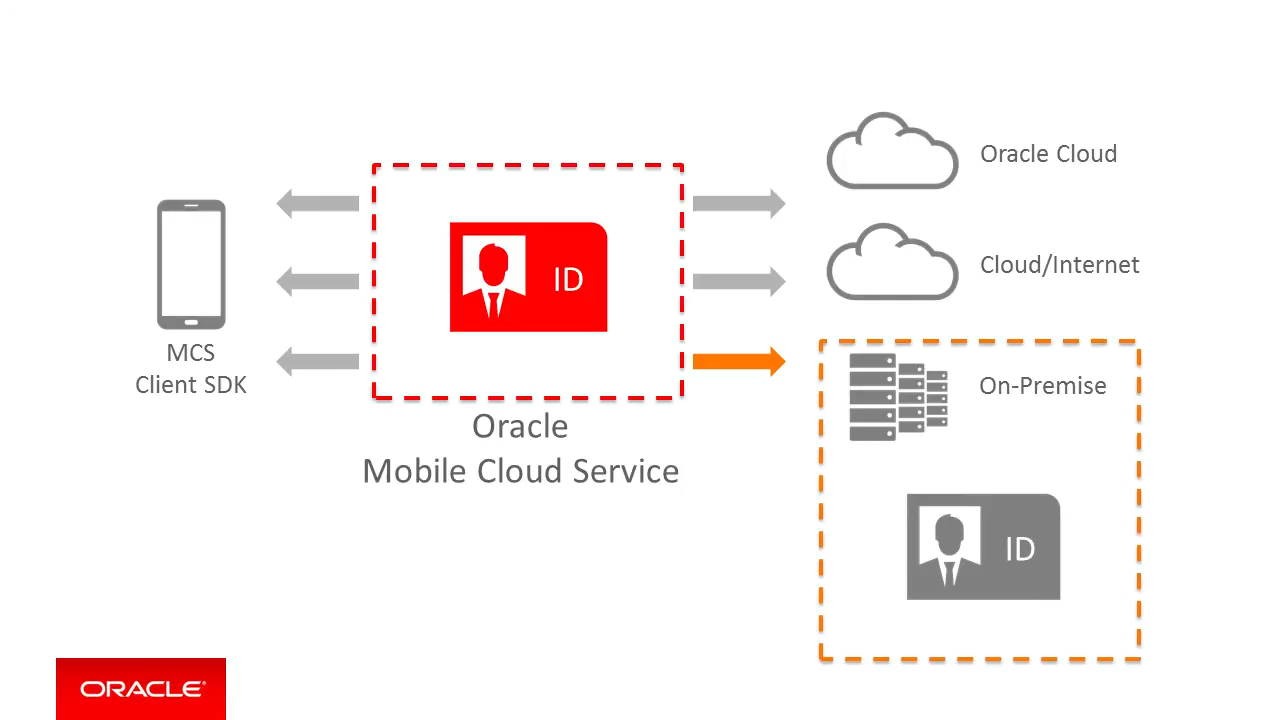 Oracle Cloud
Cloud/Internet
ID
MCS
Client SDK
On-Premise
Oracle
Mobile Cloud Service
ID
ORACLE®